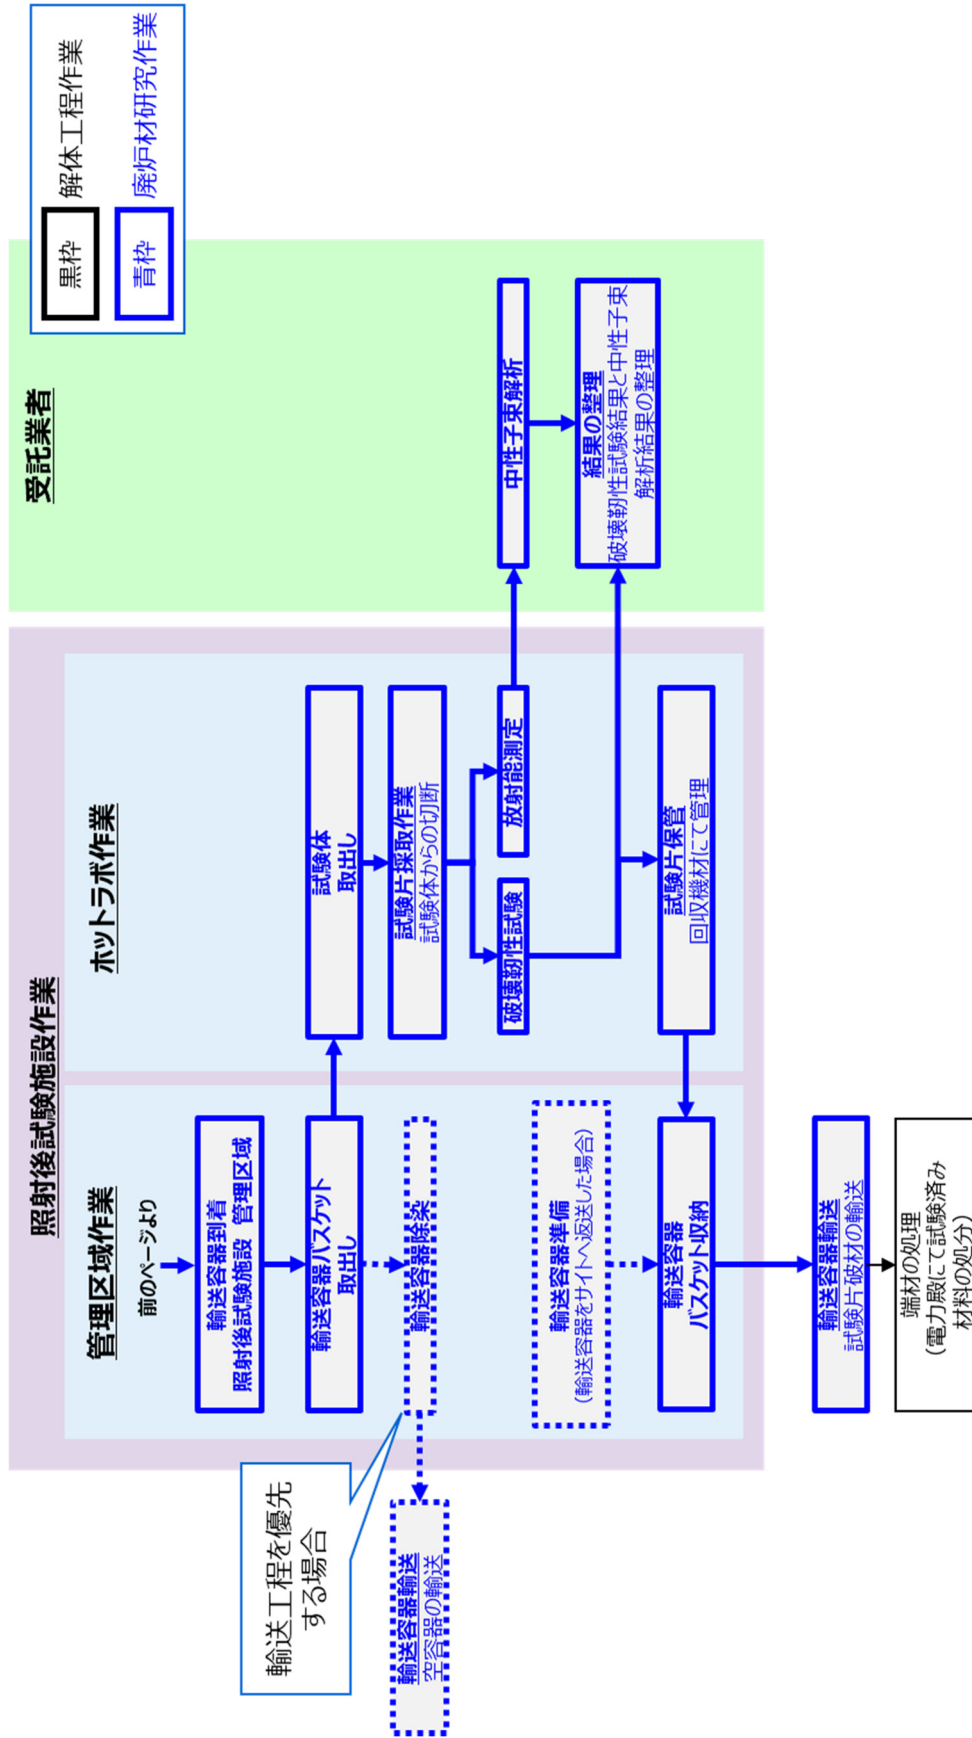 黒枠
解体工程作業
青枠
廃炉材研究作業
照射後試験施設作業
受託業者
管理区域作業
ホットラボ作業
前のページより
輸送容器到着
照射後試験施設 管理区域
輸送容器バスケット
取出し
試験体
取出し
輸送工程を優先
する場合
輸送容器輸送
空容器の輸送
輸送容器除染
試験片採取作業
試験体からの切断
破壊靭性試験
放射能測定
中性子束解析
輸送容器準備
（輸送容器をサイトへ返送した場合）
結果の整理
破壊靭性試験結果と中性子束
解析結果の整理
輸送容器
バスケット収納
試験片保管
回収機材にて管理
輸送容器輸送
試験片破材の輸送
端材の処理
（電力殿にて試験済み
材料の処分）